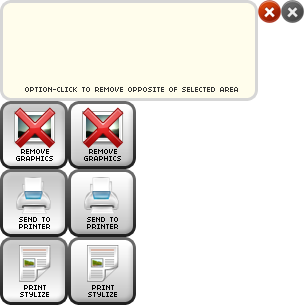 OPTION-CLICK TO REMOVE OPPOSITE OF SELECTED AREA
REMOVE GRAPHICS
REMOVE GRAPHICS
SEND TO PRINTER
SEND TO PRINTER
PRINT STYLIZE
PRINT STYLIZE